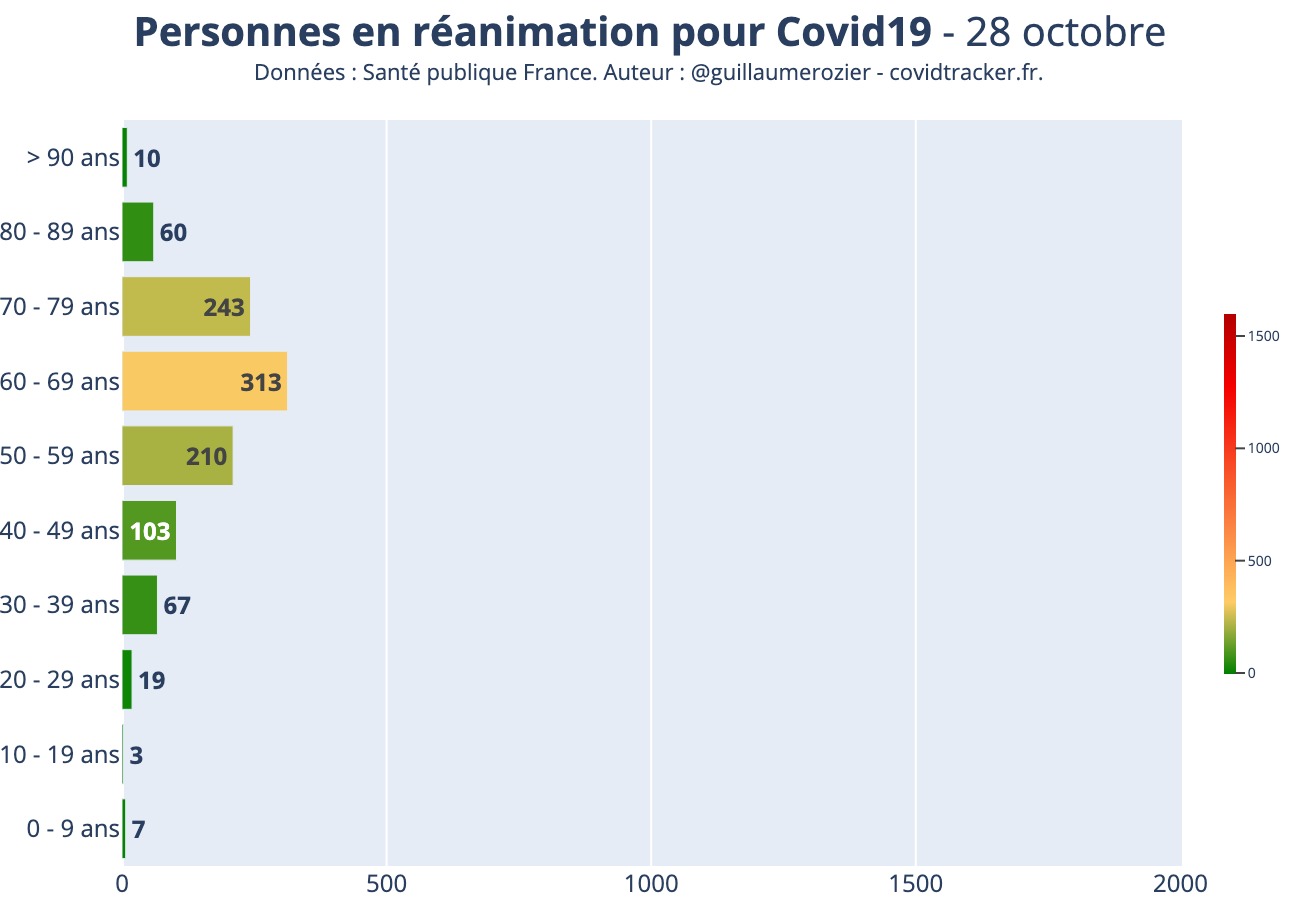 Personnes en réanimation pour Covid19 - 28 octobre
Données : Santé publique France. Auteur : @guillaumerozier - covidtracker.fr.
> 90 ans 10
80 - 89 ans 60
70 - 79 ans 243
60 - 69 ans 313
50 - 59 ans 210
40 - 49 ans 103
30 - 39 ans 67
20 - 29 ans 19
10 - 19 ans 3
0 - 9 ans 7
0 500 1000 1500 2000
1500
1000
500
0